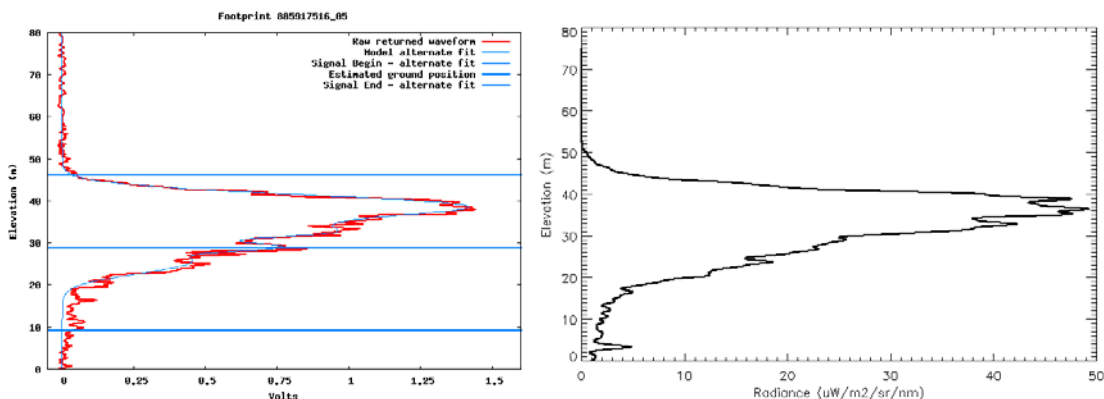 Footprint 885917516_05
Raw returned waveform
Model alternate fit
Signal Begin - alternate fit
Estimated ground position
Signal End - alternate fit
80
70
60
50
40
30
20
10
0
Elevation (m)
0 0.25 0.5 0.75 1 1.25 1.5
Volts
80
70
60
50
40
30
20
10
0
Elevation (m)
0 10 20 30 40 50
Radiance (uW/m2/sr/nm)